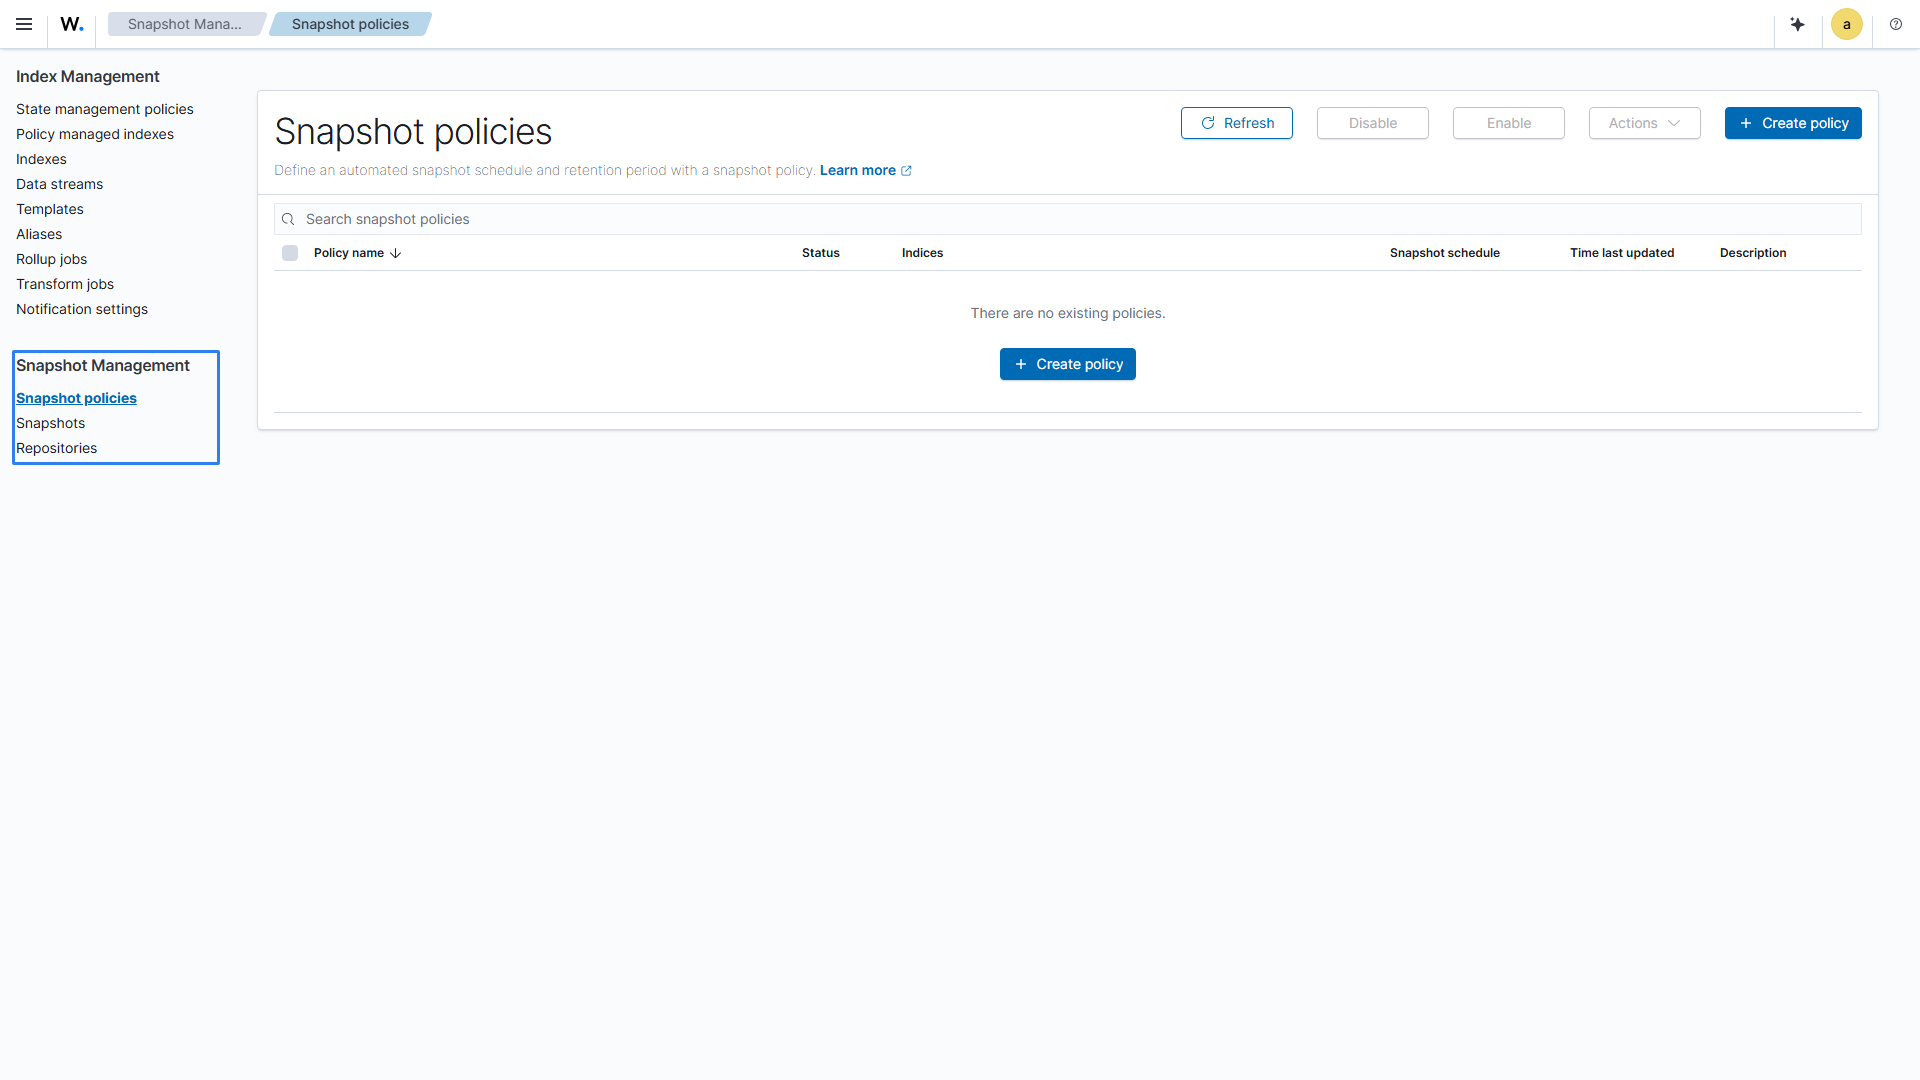 W.
Snapshot Mana...
Snapshot policies
a
Index Management
State management policies
Policy managed indexes
Indexes
Data streams
Templates
Aliases
Rollup jobs
Transform jobs
Notification settings
Snapshot Management
Snapshot policies
Snapshots
Repositories
Snapshot policies
Refresh
Disable
Enable
Actions
Create policy
Define an automated snapshot schedule and retention period with a snapshot policy. Learn more
Search snapshot policies
Policy name Status Indices Snapshot schedule Time last updated Description
There are no existing policies.
Create policy